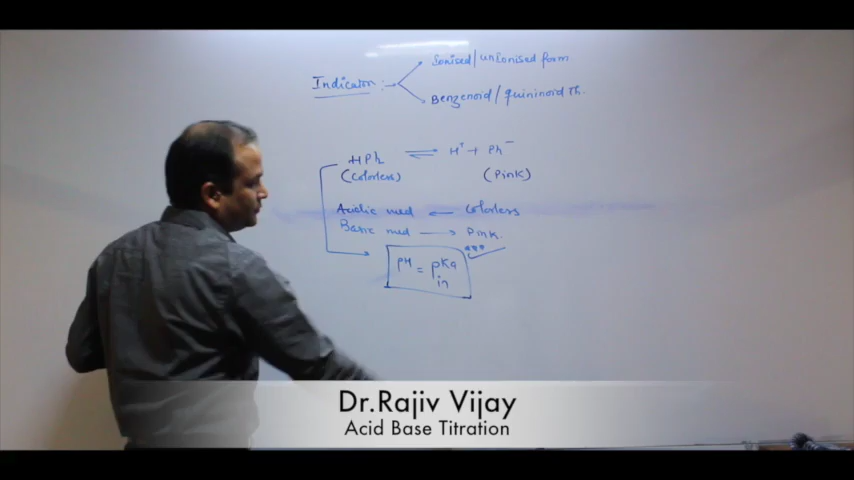 Indicator :→ Ionised/unIonised form
Benzenoid/quininoid Th.
HPh ⇌ H⁺ + Ph⁻
(Colorless) (Pink)
Acidic med ← Colorless
Basic med → Pink.
pH = pKa
in
Dr.Rajiv Vijay
Acid Base Titration